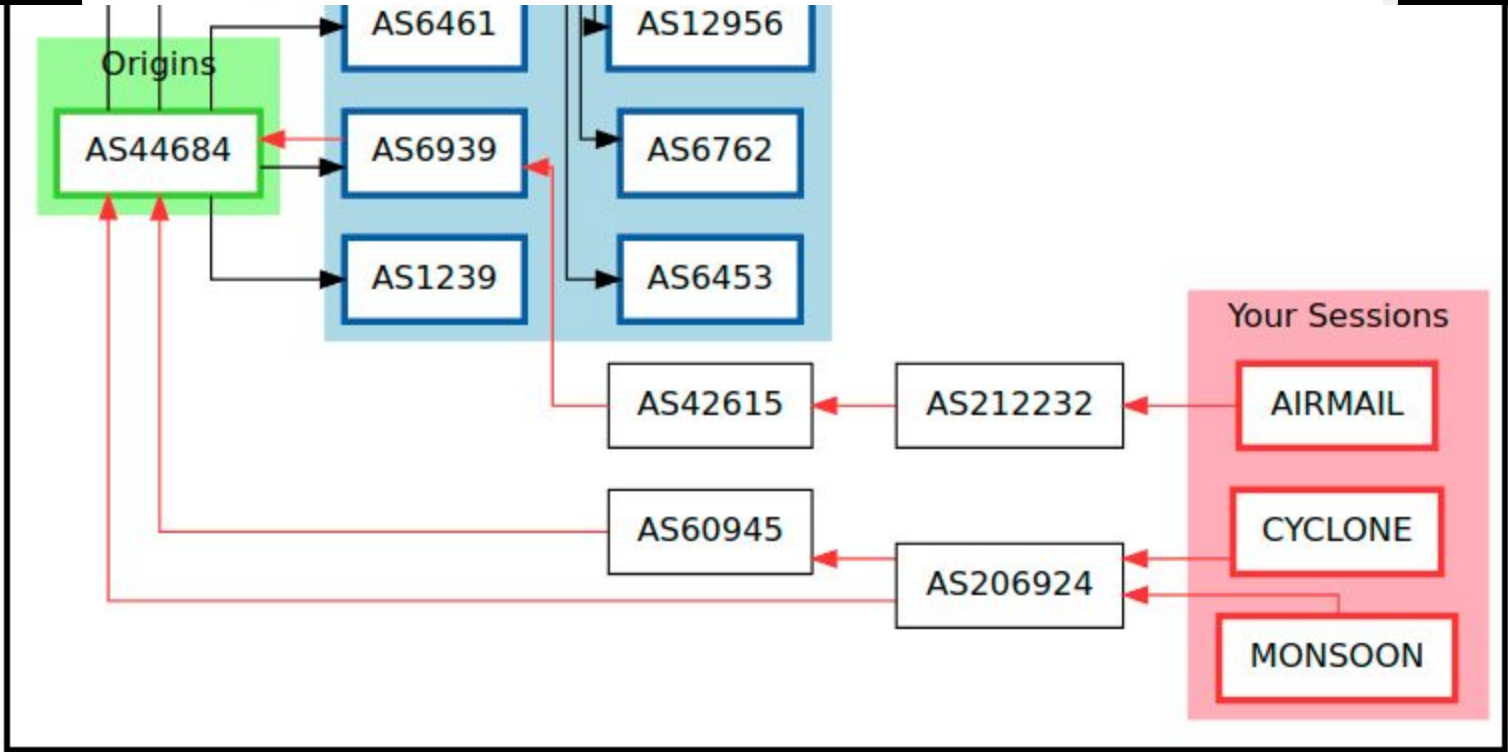 AS6461
AS12956
Origins
AS44684
AS6939
AS6762
AS1239
AS6453
Your Sessions
AS42615
AS212232
AIRMAIL
AS60945
CYCLONE
AS206924
MONSOON